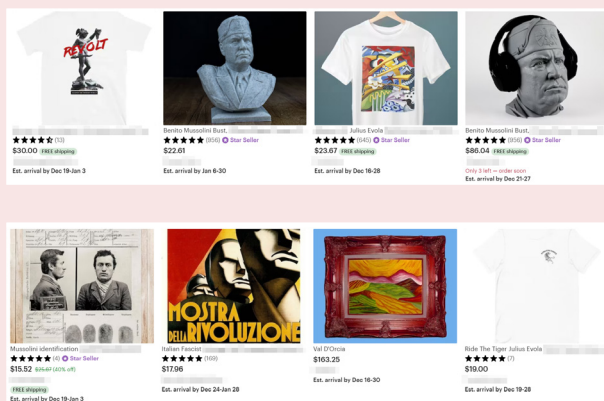 REVOLT
(13)
$30.00 FREE shipping
Est. arrival by Dec 19-Jan 3
Benito Mussolini Bust,
(856) Star Seller
$22.61
Est. arrival by Jan 6-30
Julius Evola
(645) Star Seller
$23.67 FREE shipping
Est. arrival by Dec 16-28
Benito Mussolini Bust,
(956) Star Seller
$86.04 FREE shipping
Only 3 left — order soon
Est. arrival by Dec 21-27
Mussolini identification
(4) Star Seller
$15.52 $25.87 (40% off)
FREE shipping
Est. arrival by Dec 19-Jan 3
MOSTRA
DELLA RIVOLUZIONE
Italian Fascist
(169)
$17.96
Est. arrival by Dec 24-Jan 28
Val D'Orcia
$163.25
Est. arrival by Dec 16-30
Ride The Tiger Julius Evola
(7)
$19.00
Est. arrival by Dec 19-28